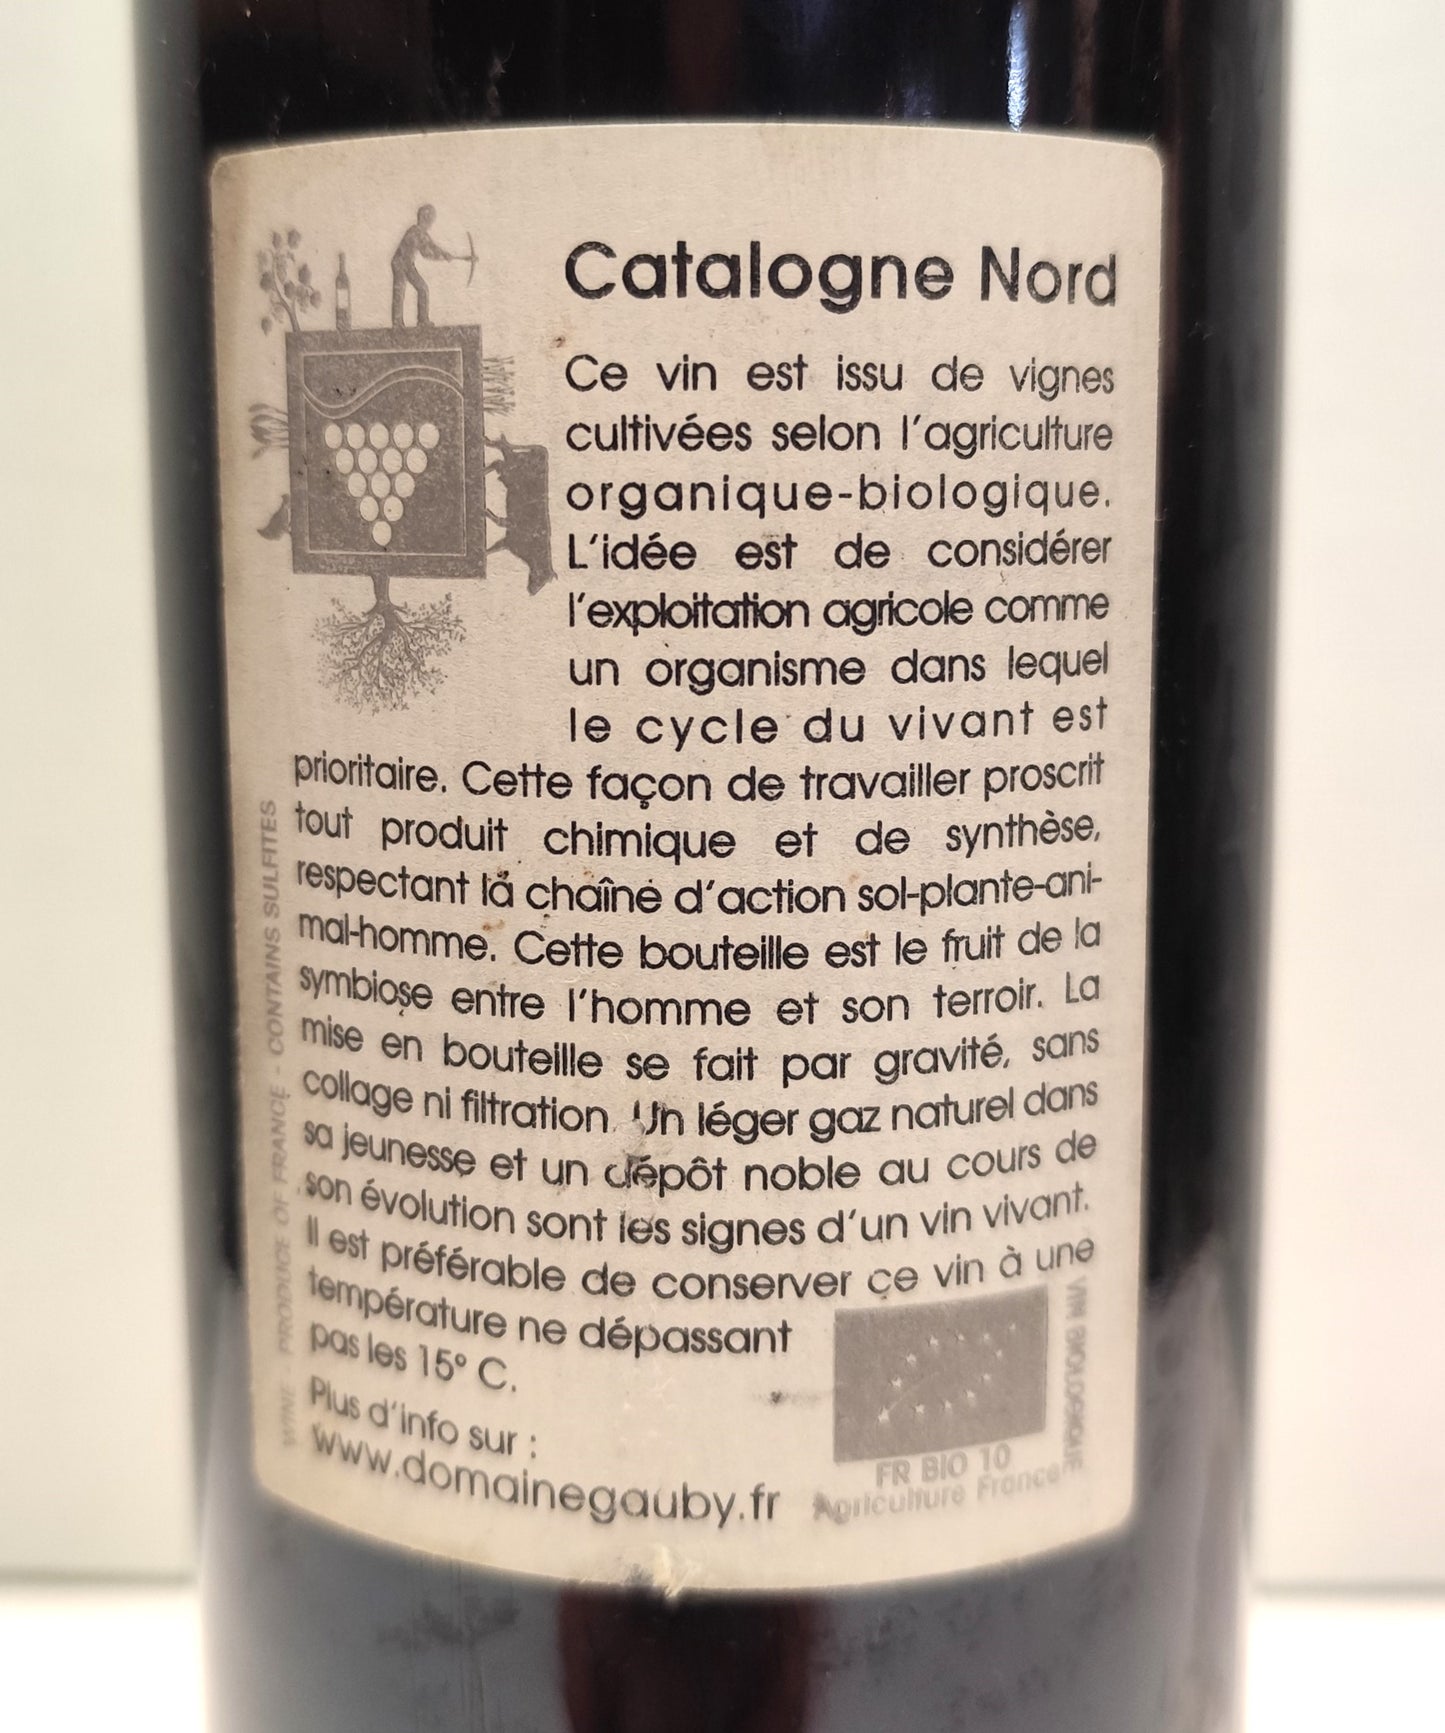 Catalogne Nord
Ce vin est issu de vignes
cultivées selon l'agriculture
organique-biologique.
L'idée est de considérer
l'exploitation agricole comme
un organisme dans lequel
le cycle du vivant est
prioritaire. Cette façon de travailler proscrit
tout produit chimique et de synthèse,
respectant la chaîne d'action sol-plante-ani-
mal-homme. Cette bouteille est le fruit de la
symbiose entre l'homme et son terroir. La
mise en bouteille se fait par gravité, sans
collage ni filtration. Un léger gaz naturel dans
sa jeunesse et un dépôt noble au cours de
son évolution sont les signes d'un vin vivant.
Il est préférable de conserver ce vin à une
température ne dépassant
pas les 15° C.
Plus d'info sur :
www.domainegauby.fr
FR BIO 10
Agriculture France
VIN BIOLOGIQUE
WINE - PRODUCE OF FRANCE - CONTAINS SULFITES